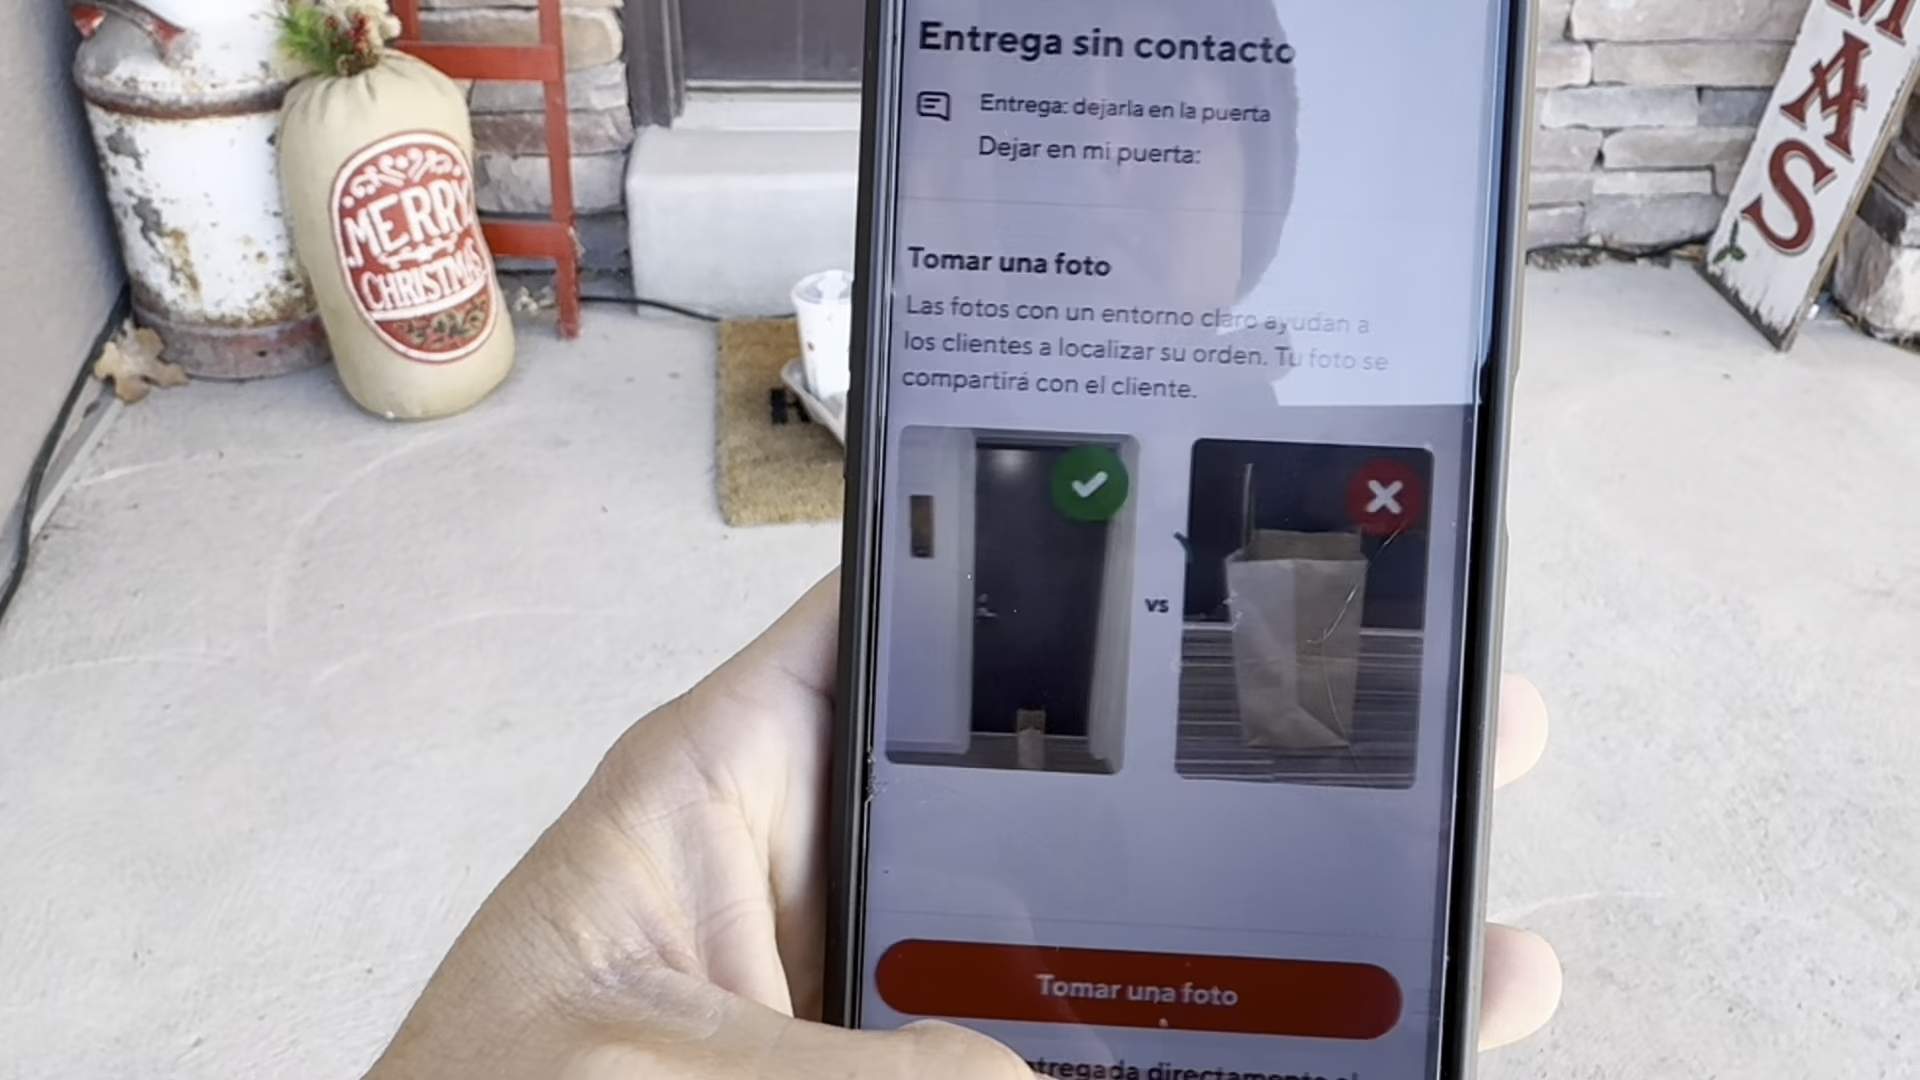 Entrega sin contacto
Entrega: dejarla en la puerta
Dejar en mi puerta:
Tomar una foto
Las fotos con un entorno claro ayudan a
los clientes a localizar su orden. Tu foto se
compartirá con el cliente.
vs
Tomar una foto
directamente
MERRY
CHRISTMAS
MAS